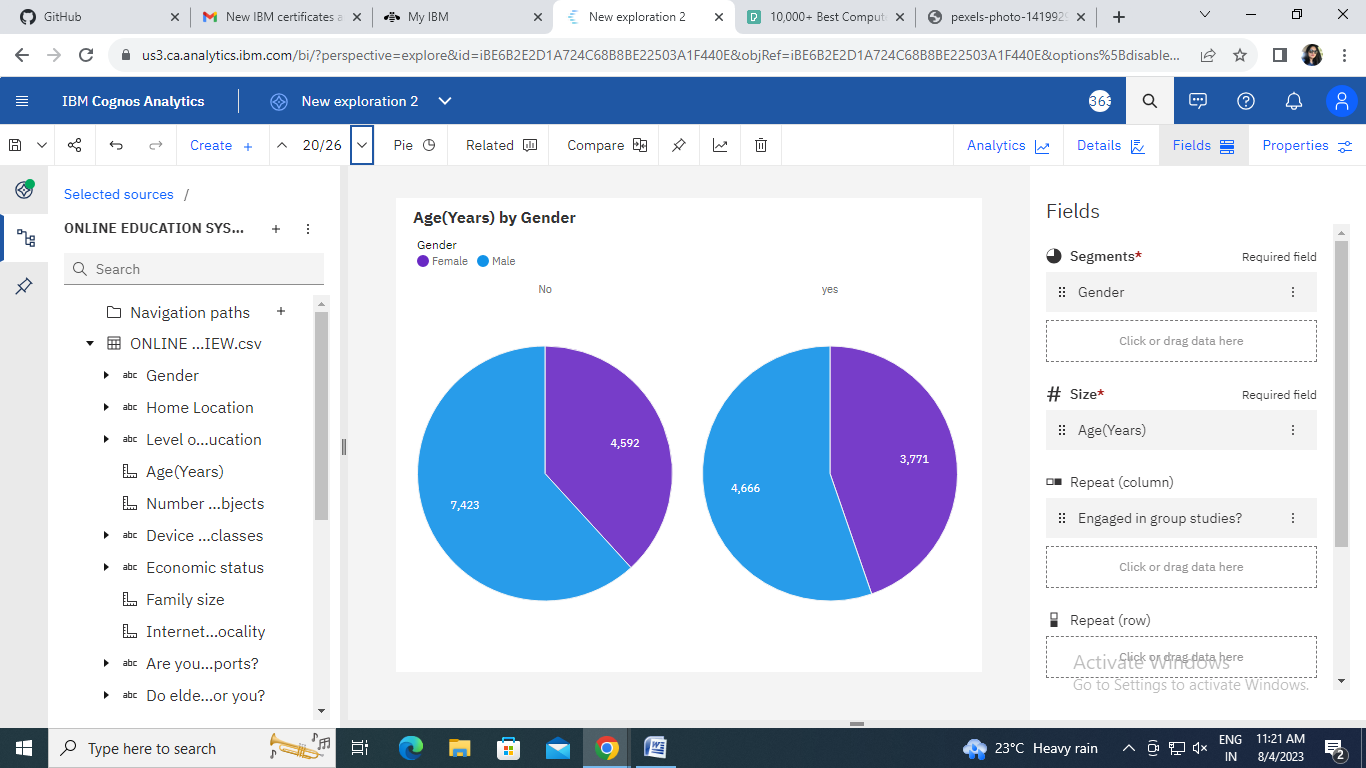 GitHub
New IBM certificates a
My IBM
New exploration 2
10,000+ Best Comput
pexels-photo-1419925
us3.ca.analytics.ibm.com/bi/?perspective=explore&id=iBE6B2E2D1A724C68B8BE22503A1F440E&objRef=iBE6B2E2D1A724C68B8BE22503A1F440E&options%5Bdisable...
IBM Cognos Analytics
New exploration 2
363
Create +
20/26
Pie
Related
Compare
Analytics
Details
Fields
Properties
Selected sources /
ONLINE EDUCATION SYS...
Search
Navigation paths
ONLINE ...IEW.csv
abc Gender
abc Home Location
abc Level o...ucation
Age(Years)
Number ...bjects
abc Device ...classes
abc Economic status
Family size
Internet...ocality
abc Are you...ports?
abc Do elde...or you?
Age(Years) by Gender
Gender
Female Male
No
yes
4,592
7,423
3,771
4,666
Fields
Segments* Required field
Gender
Click or drag data here
# Size* Required field
Age(Years)
Repeat (column)
Engaged in group studies?
Click or drag data here
Repeat (row)
Click or drag data here
Activate Windows
Go to Settings to activate Windows.
Type here to search
23°C Heavy rain
ENG
IN
11:21 AM
8/4/2023
2